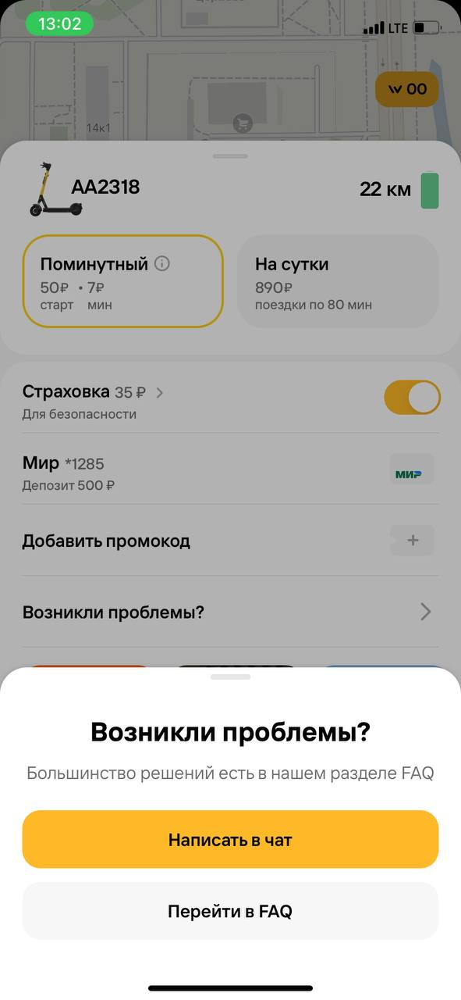 13:02
LTE
00
14к1
AA2318
22 км
Поминутный
50₽ • 7₽
старт мин
На сутки
890₽
поездки по 80 мин
Страховка 35 ₽
Для безопасности
Мир *1285
Депозит 500 ₽
МИР
Добавить промокод
+
Возникли проблемы?
Возникли проблемы?
Большинство решений есть в нашем разделе FAQ
Написать в чат
Перейти в FAQ